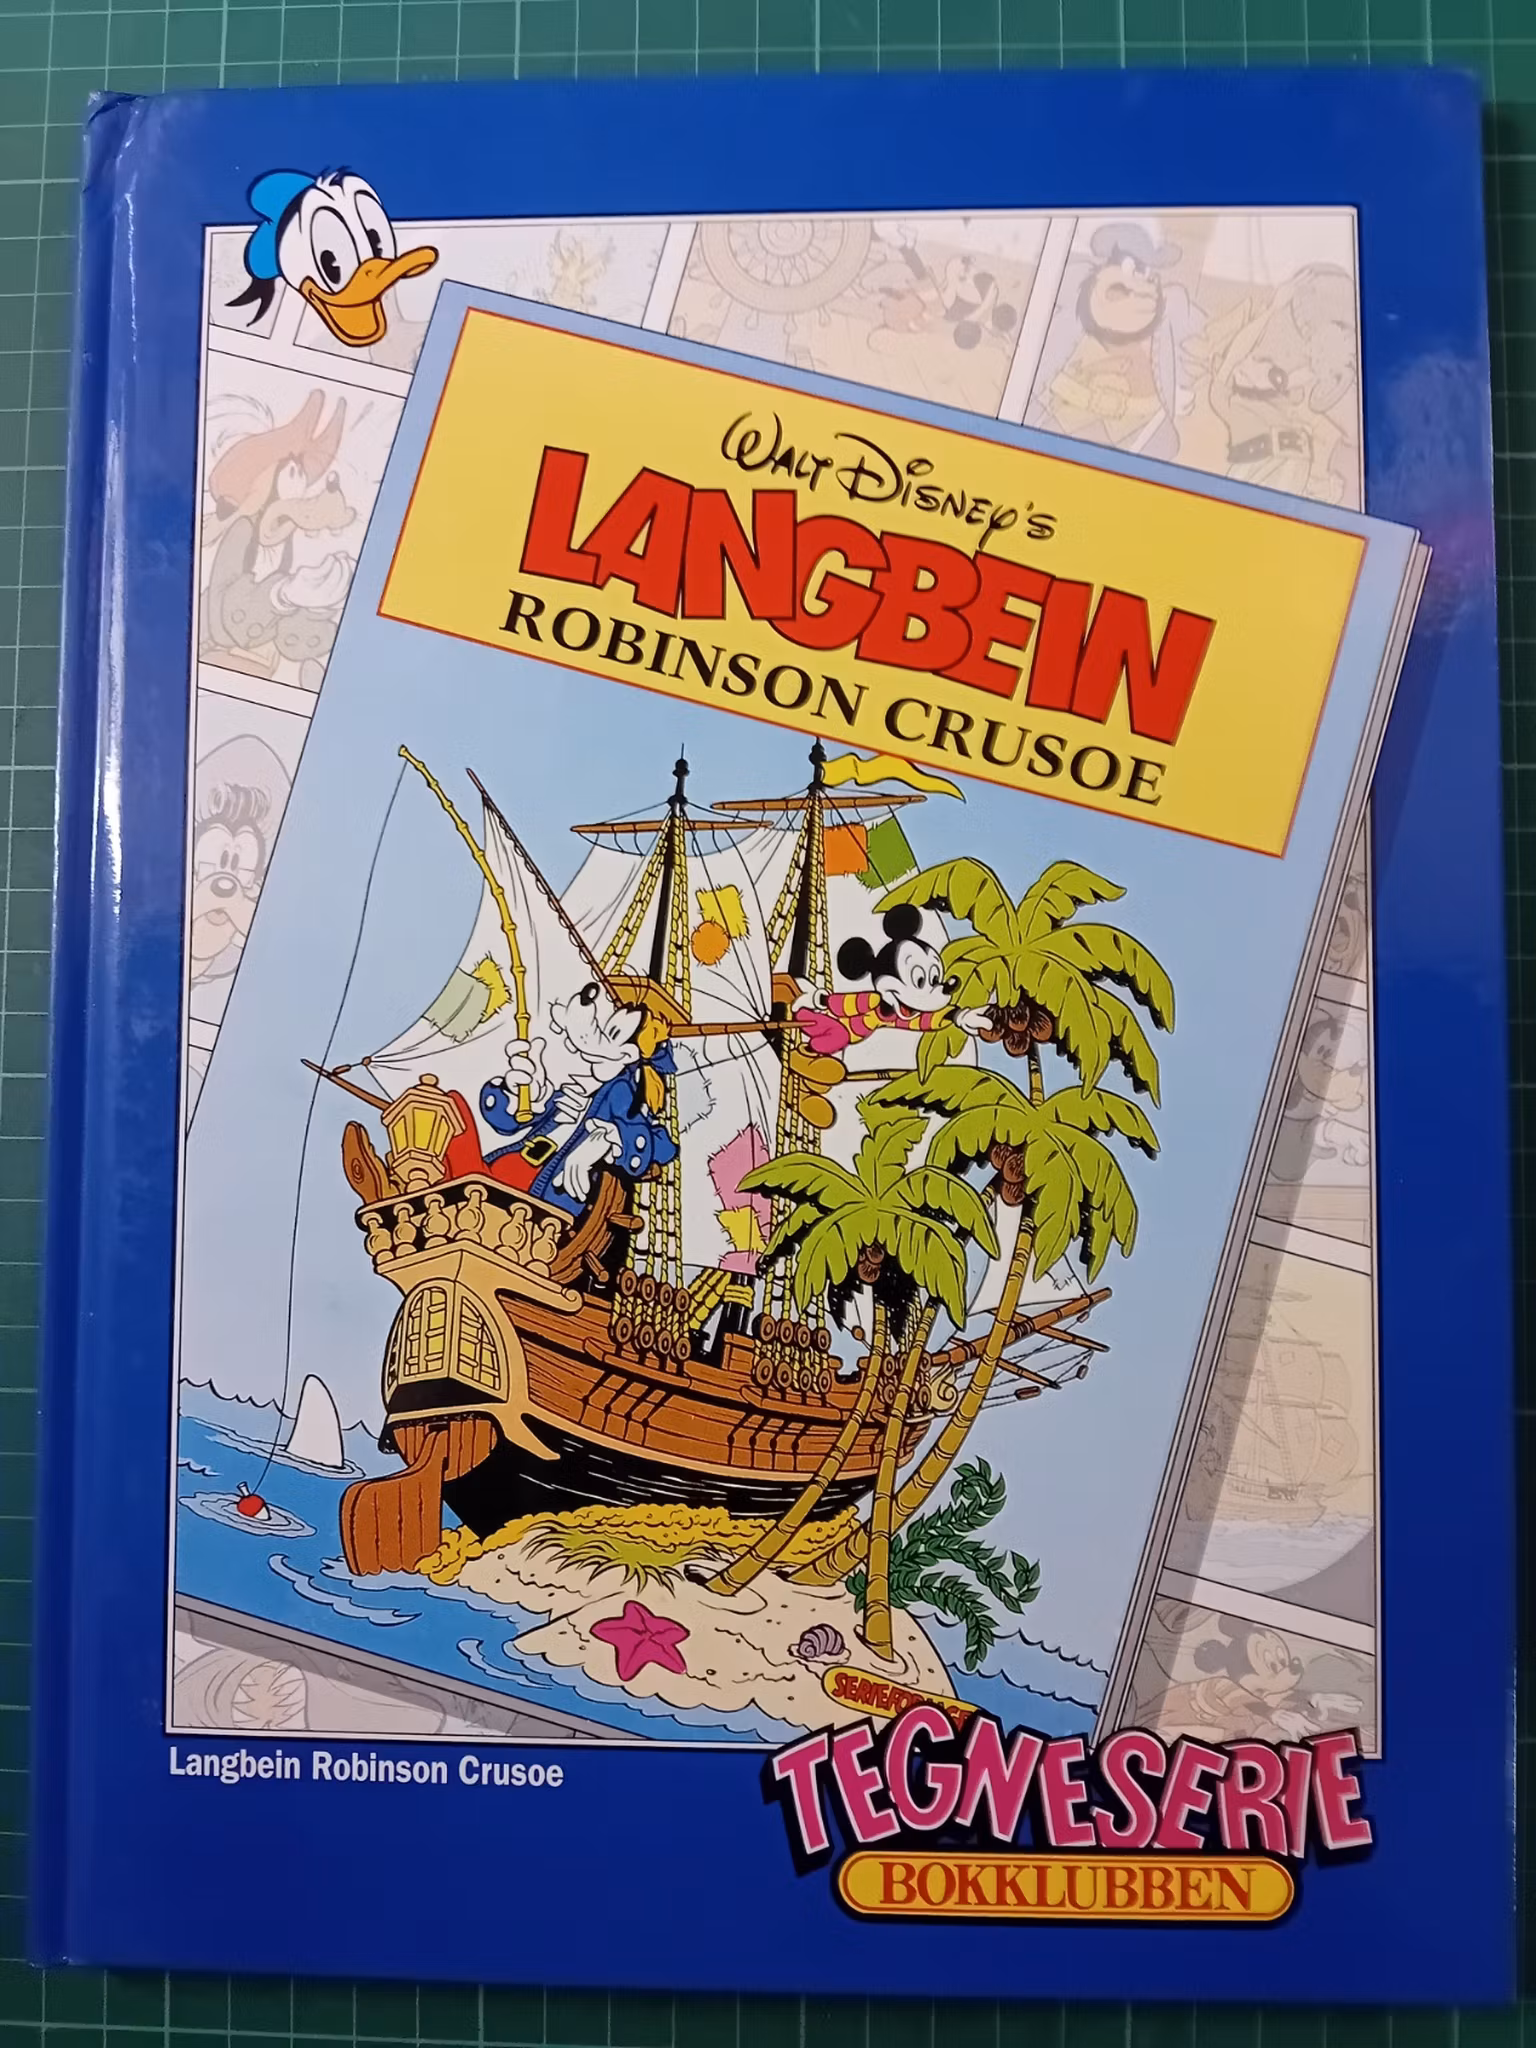 Walt Disney's
LANGBEIN
ROBINSON CRUSOE
Langbein Robinson Crusoe
TEGNESERIE
BOKKLUBBEN